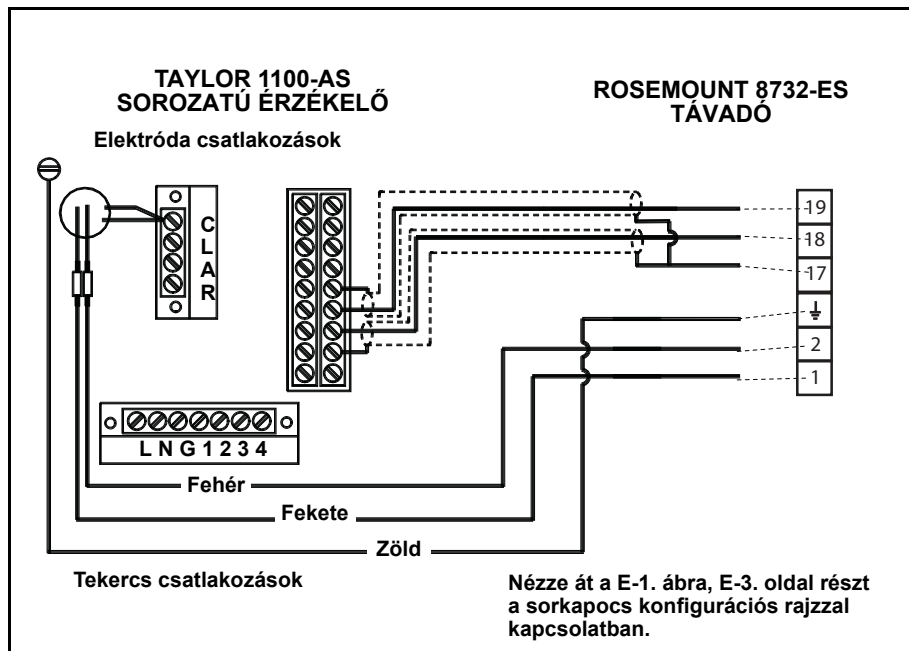 TAYLOR 1100-AS
SOROZATÚ ÉRZÉKELŐ
ROSEMOUNT 8732-ES
TÁVADÓ
Elektróda csatlakozások
C
L
A
R
19
18
17
2
1
L N G 1 2 3 4
Fehér
Fekete
Zöld
Tekercs csatlakozások
Nézze át a E-1. ábra, E-3. oldal részt
a sorkapocs konfigurációs rajzzal
kapcsolatban.